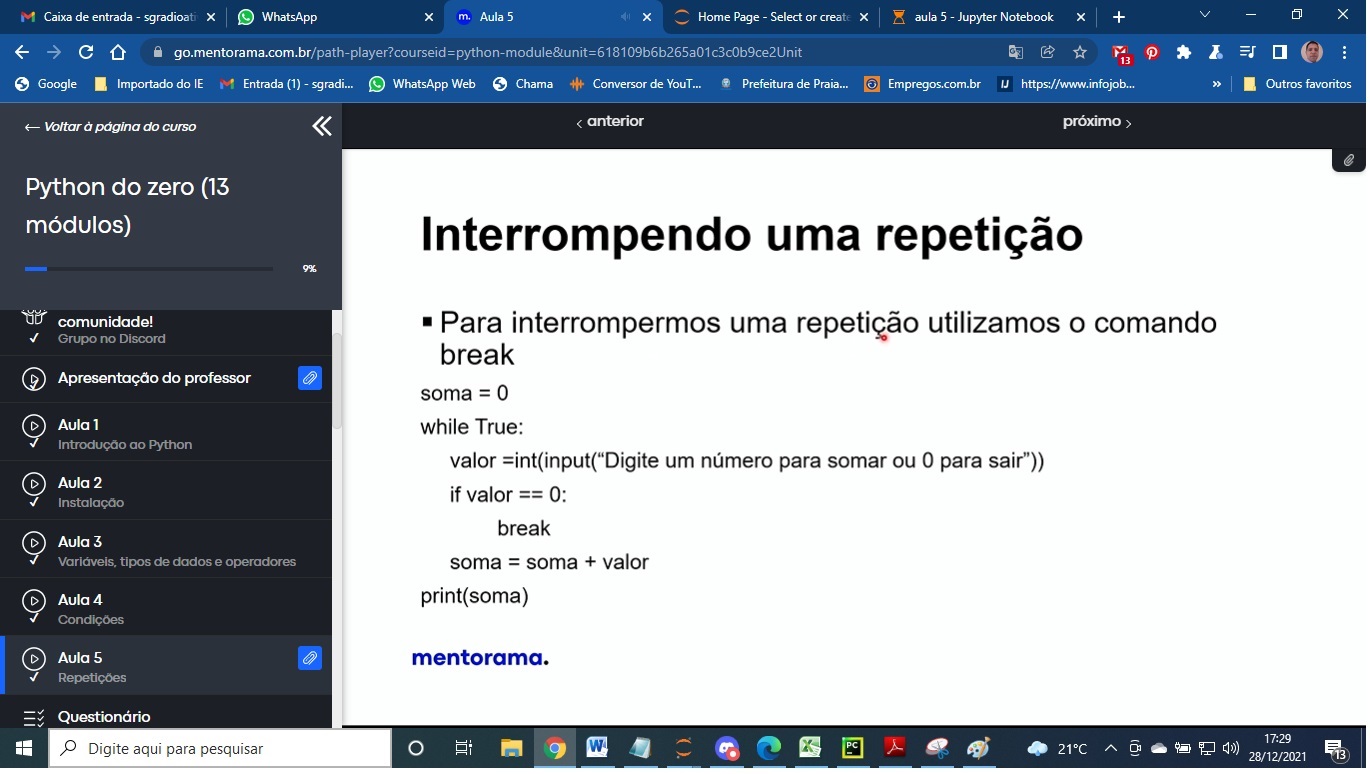 Caixa de entrada - sgradioati
WhatsApp
Aula 5
Home Page - Select or create
aula 5 - Jupyter Notebook
go.mentorama.com.br/path-player?courseid=python-module&unit=618109b6b265a01c3c0b9ce2Unit
13
Google
Importado do IE
Entrada (1) - sgradi...
WhatsApp Web
Chama
Conversor de YouT...
Prefeitura de Praia...
Empregos.com.br
https://www.infojob...
»
Outros favoritos
← Voltar à página do curso
‹ anterior
próximo ›
Python do zero (13
módulos)
9%
comunidade!
Grupo no Discord
Apresentação do professor
Aula 1
Introdução ao Python
Aula 2
Instalação
Aula 3
Variáveis, tipos de dados e operadores
Aula 4
Condições
Aula 5
Repetições
Questionário
Interrompendo uma repetição
▪ Para interrompermos uma repetição utilizamos o comando
break
soma = 0
while True:
valor =int(input(“Digite um número para somar ou 0 para sair”))
if valor == 0:
break
soma = soma + valor
print(soma)
mentorama.
Digite aqui para pesquisar
21°C
17:29
28/12/2021
13